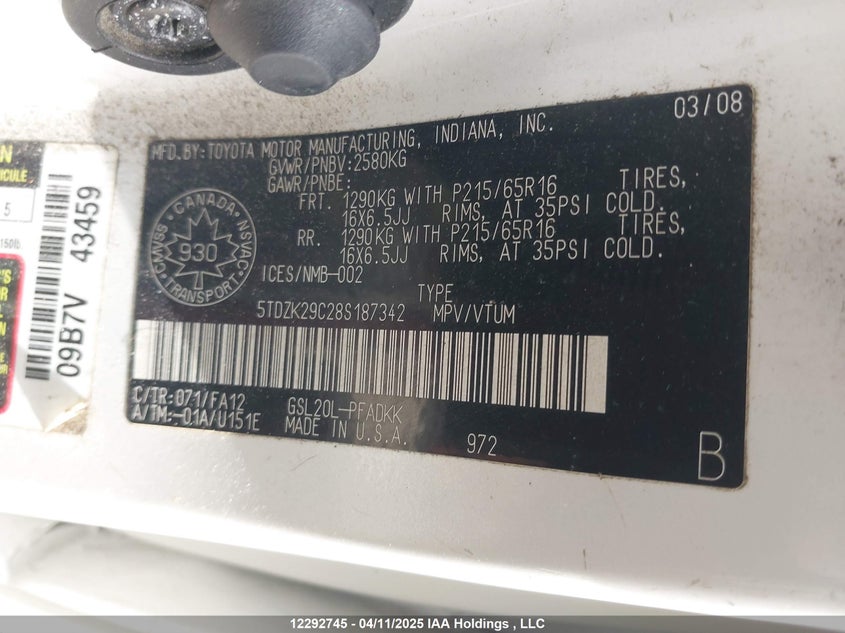 03/08
MFD.BY:TOYOTA MOTOR MANUFACTURING, INDIANA, INC.
GVWR/PNBV:2580KG
GAWR/PNBE:
FRT. 1290KG WITH P215/65R16 TIRES,
16X6.5JJ RIMS, AT 35PSI COLD.
RR. 1290KG WITH P215/65R16 TIRES,
16X6.5JJ RIMS, AT 35PSI COLD.
ICES/NMB-002
CANADA
NSVAC
TRANSPORT
SVMAC
930
TYPE
5TDZK29C28S187342 MPV/VTUM
C/TR:071/FA12 GSL20L-PFADKK
A/TM:-01A/U151E MADE IN U.S.A. 972
B
5
09B7V 43459
12292745 - 04/11/2025 IAA Holdings , LLC